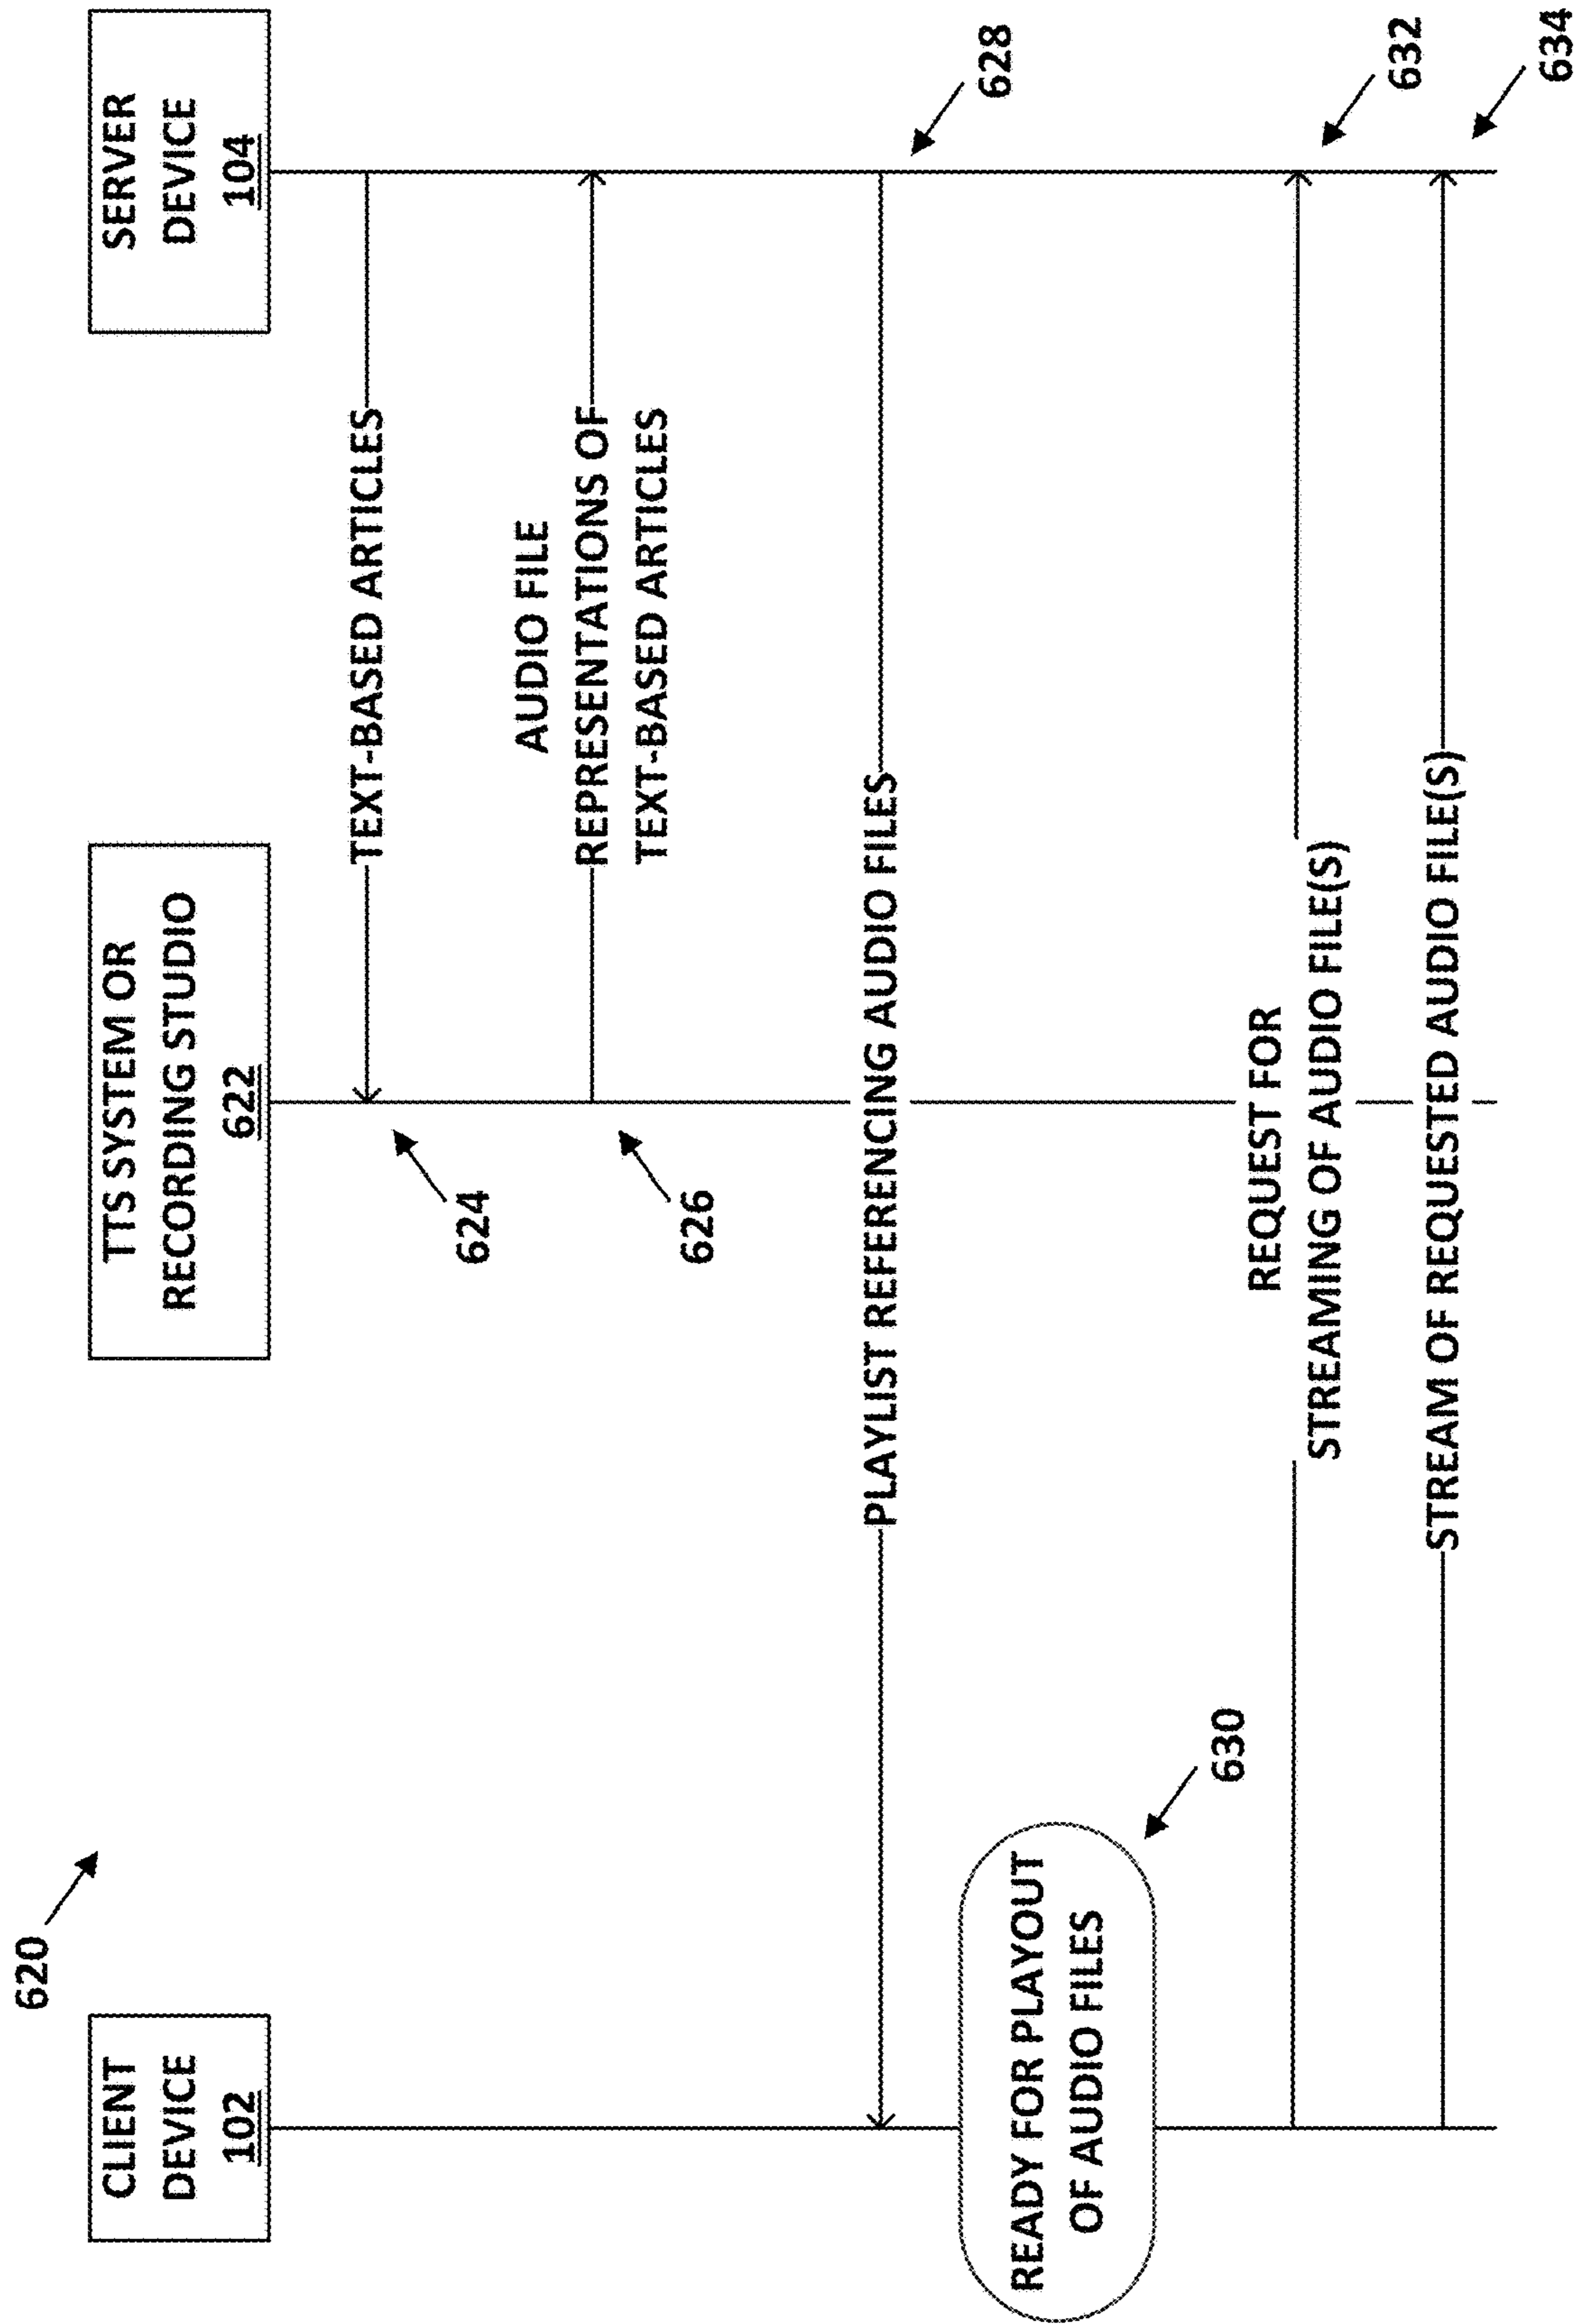 620
CLIENT
DEVICE
102
TTS SYSTEM OR
RECORDING STUDIO
622
SERVER
DEVICE
104
TEXT-BASED ARTICLES
624
AUDIO FILE
REPRESENTATIONS OF
TEXT-BASED ARTICLES
626
PLAYLIST REFERENCING AUDIO FILES
628
READY FOR PLAYOUT
OF AUDIO FILES
630
REQUEST FOR
STREAMING OF AUDIO FILE(S)
632
STREAM OF REQUESTED AUDIO FILE(S)
634